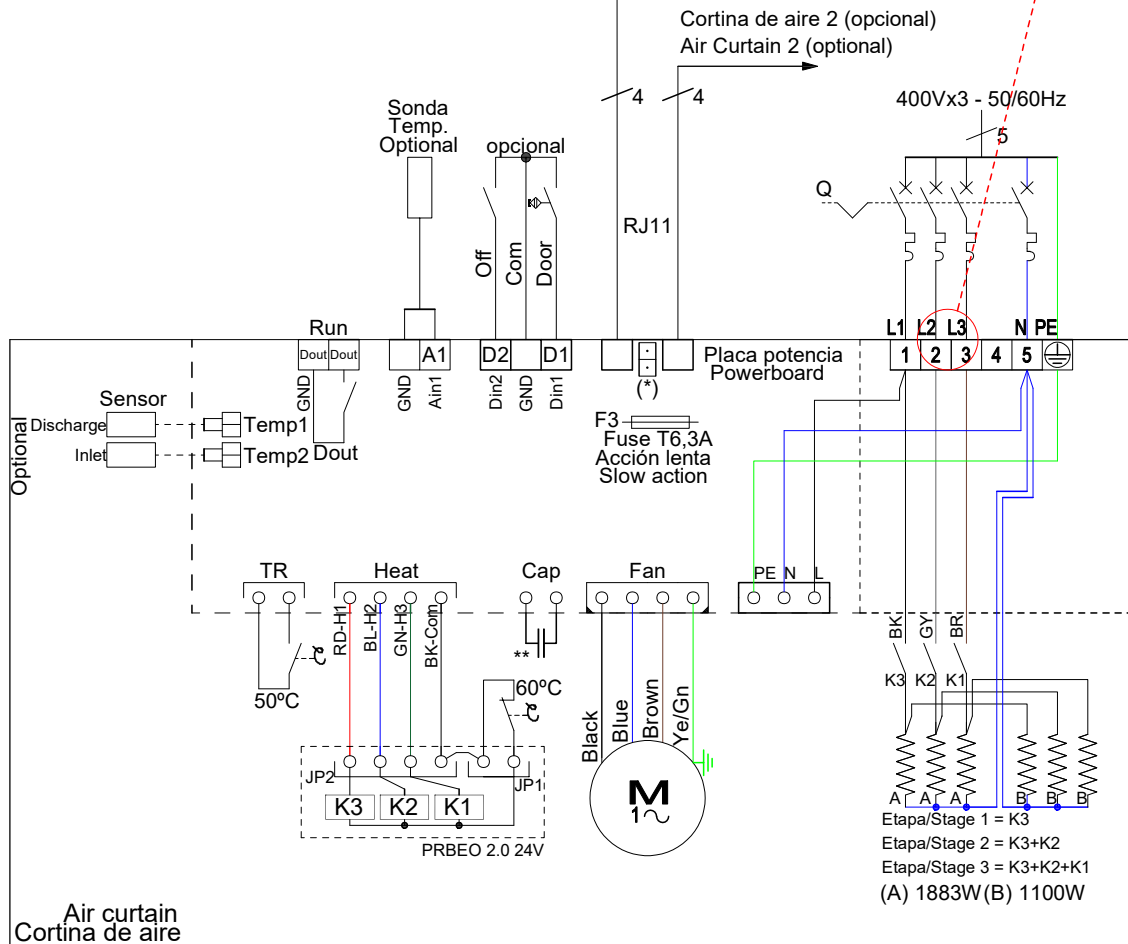 Cortina de aire 2 (opcional)
Air Curtain 2 (optional)
4
4
400Vx3 - 50/60Hz
5
Sonda
Temp.
Optional
opcional
Q
RJ11
Off
Com
Door
L1
L2
L3
N
PE
Run
Dout
Dout
A1
D2
D1
1
2
3
4
5
GND
GND
Ain1
Din2
GND
Din1
(*)
Placa potencia
Powerboard
Sensor
Discharge
Inlet
Temp1
Temp2
Dout
Optional
F3
Fuse T6,3A
Acción lenta
Slow action
TR
Heat
Cap
Fan
PE
N
L
RD-H1
BL-H2
GN-H3
BK-Com
**
50ºC
60ºC
Black
Blue
Brown
Ye/Gn
BK
GY
BR
K3
K2
K1
JP2
JP1
K3
K2
K1
PRBEO 2.0 24V
M
1~
A
A
A
B
B
B
Etapa/Stage 1 = K3
Etapa/Stage 2 = K3+K2
Etapa/Stage 3 = K3+K2+K1
(A) 1883W(B) 1100W
Air curtain
Cortina de aire